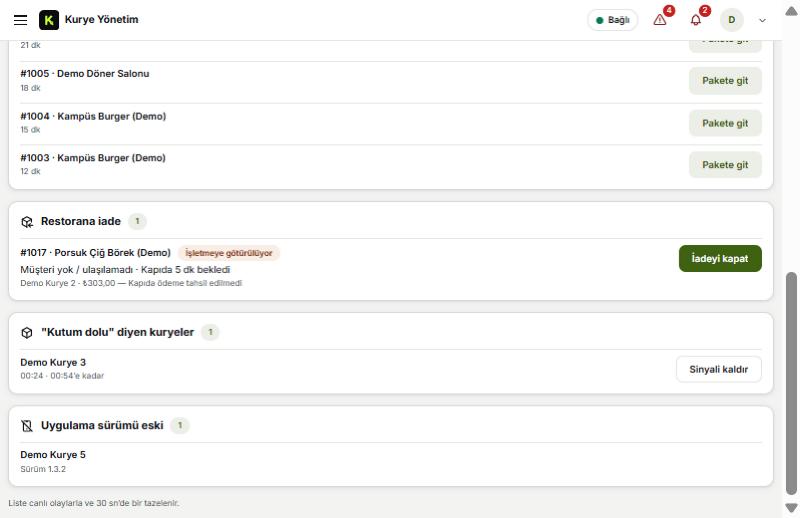 K Kurye Yönetim
Bağlı
4
2
D
21 dk
Pakete git
#1005 · Demo Döner Salonu
18 dk
Pakete git
#1004 · Kampüs Burger (Demo)
15 dk
Pakete git
#1003 · Kampüs Burger (Demo)
12 dk
Pakete git
Restorana iade 1
#1017 · Porsuk Çiğ Börek (Demo) İşletmeye götürülüyor
Müşteri yok / ulaşılamadı · Kapıda 5 dk bekledi
Demo Kurye 2 · ₺303,00 — Kapıda ödeme tahsil edilmedi
İadeyi kapat
"Kutum dolu" diyen kuryeler 1
Demo Kurye 3
00:24 · 00:54'e kadar
Sinyali kaldır
Uygulama sürümü eski 1
Demo Kurye 5
Sürüm 1.3.2
Liste canlı olaylarla ve 30 sn'de bir tazelenir.